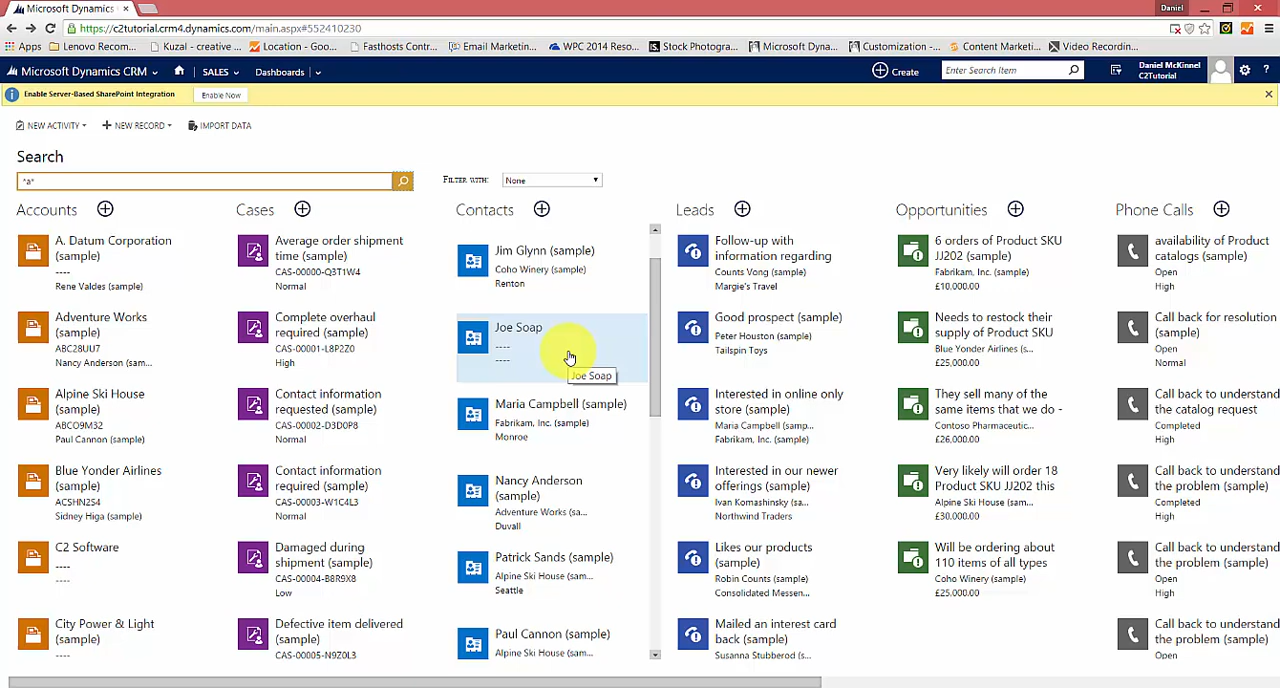 Microsoft Dynamics CRM
Daniel
https://c2tutorial.crm4.dynamics.com/main.aspx#552410230
Apps
Lenovo Recom...
Kuzal - creative ...
Location - Goo...
Fasthosts Contr...
Email Marketin...
WPC 2014 Reso...
Stock Photogra...
Microsoft Dyna...
Customization -...
Content Marketi...
Video Recordin...
Microsoft Dynamics CRM
SALES
Dashboards
Create
Enter Search Item
Daniel McKinnel
C2Tutorial
?
Enable Server-Based SharePoint Integration
Enable Now
NEW ACTIVITY
NEW RECORD
IMPORT DATA
Search
*a*
FILTER WITH:
None
Accounts
A. Datum Corporation
(sample)
----
Rene Valdes (sample)
Adventure Works
(sample)
ABC28UU7
Nancy Anderson (sam...
Alpine Ski House
(sample)
ABCO9M32
Paul Cannon (sample)
Blue Yonder Airlines
(sample)
ACSHN2S4
Sidney Higa (sample)
C2 Software
----
----
City Power & Light
(sample)
----
Cases
Average order shipment
time (sample)
CAS-00000-Q3T1W4
Normal
Complete overhaul
required (sample)
CAS-00001-L8P2Z0
High
Contact information
requested (sample)
CAS-00002-D3D0P8
Normal
Contact information
required (sample)
CAS-00003-W1C4L3
Normal
Damaged during
shipment (sample)
CAS-00004-B8R9X8
Low
Defective item delivered
(sample)
CAS-00005-N9Z0L3
Contacts
Jim Glynn (sample)
Coho Winery (sample)
Renton
Joe Soap
----
----
Joe Soap
Maria Campbell (sample)
Fabrikam, Inc. (sample)
Monroe
Nancy Anderson
(sample)
Adventure Works (sa...
Duvall
Patrick Sands (sample)
Alpine Ski House (sam...
Seattle
Paul Cannon (sample)
Alpine Ski House (sam...
Leads
Follow-up with
information regarding
Counts Vong (sample)
Margie's Travel
Good prospect (sample)
Peter Houston (sample)
Tailspin Toys
Interested in online only
store (sample)
Maria Campbell (sam...
Fabrikam, Inc. (sample)
Interested in our newer
offerings (sample)
Ivan Komashinsky (sa...
Northwind Traders
Likes our products
(sample)
Robin Counts (sample)
Consolidated Messen...
Mailed an interest card
back (sample)
Susanna Stubberod (s...
Opportunities
6 orders of Product SKU
JJ202 (sample)
Fabrikam, Inc. (sample)
£10,000.00
Needs to restock their
supply of Product SKU
Blue Yonder Airlines (s...
£25,000.00
They sell many of the
same items that we do -
Contoso Pharmaceutic...
£26,000.00
Very likely will order 18
Product SKU JJ202 this
Alpine Ski House (sam...
£30,000.00
Will be ordering about
110 items of all types
Coho Winery (sample)
£25,000.00
Phone Calls
availability of Product
catalogs (sample)
Open
High
Call back for resolution
(sample)
Open
Normal
Call back to understand
the catalog request
Completed
High
Call back to understand
the problem (sample)
Completed
High
Call back to understand
the problem (sample)
Open
High
Call back to understand
the problem (sample)
Open